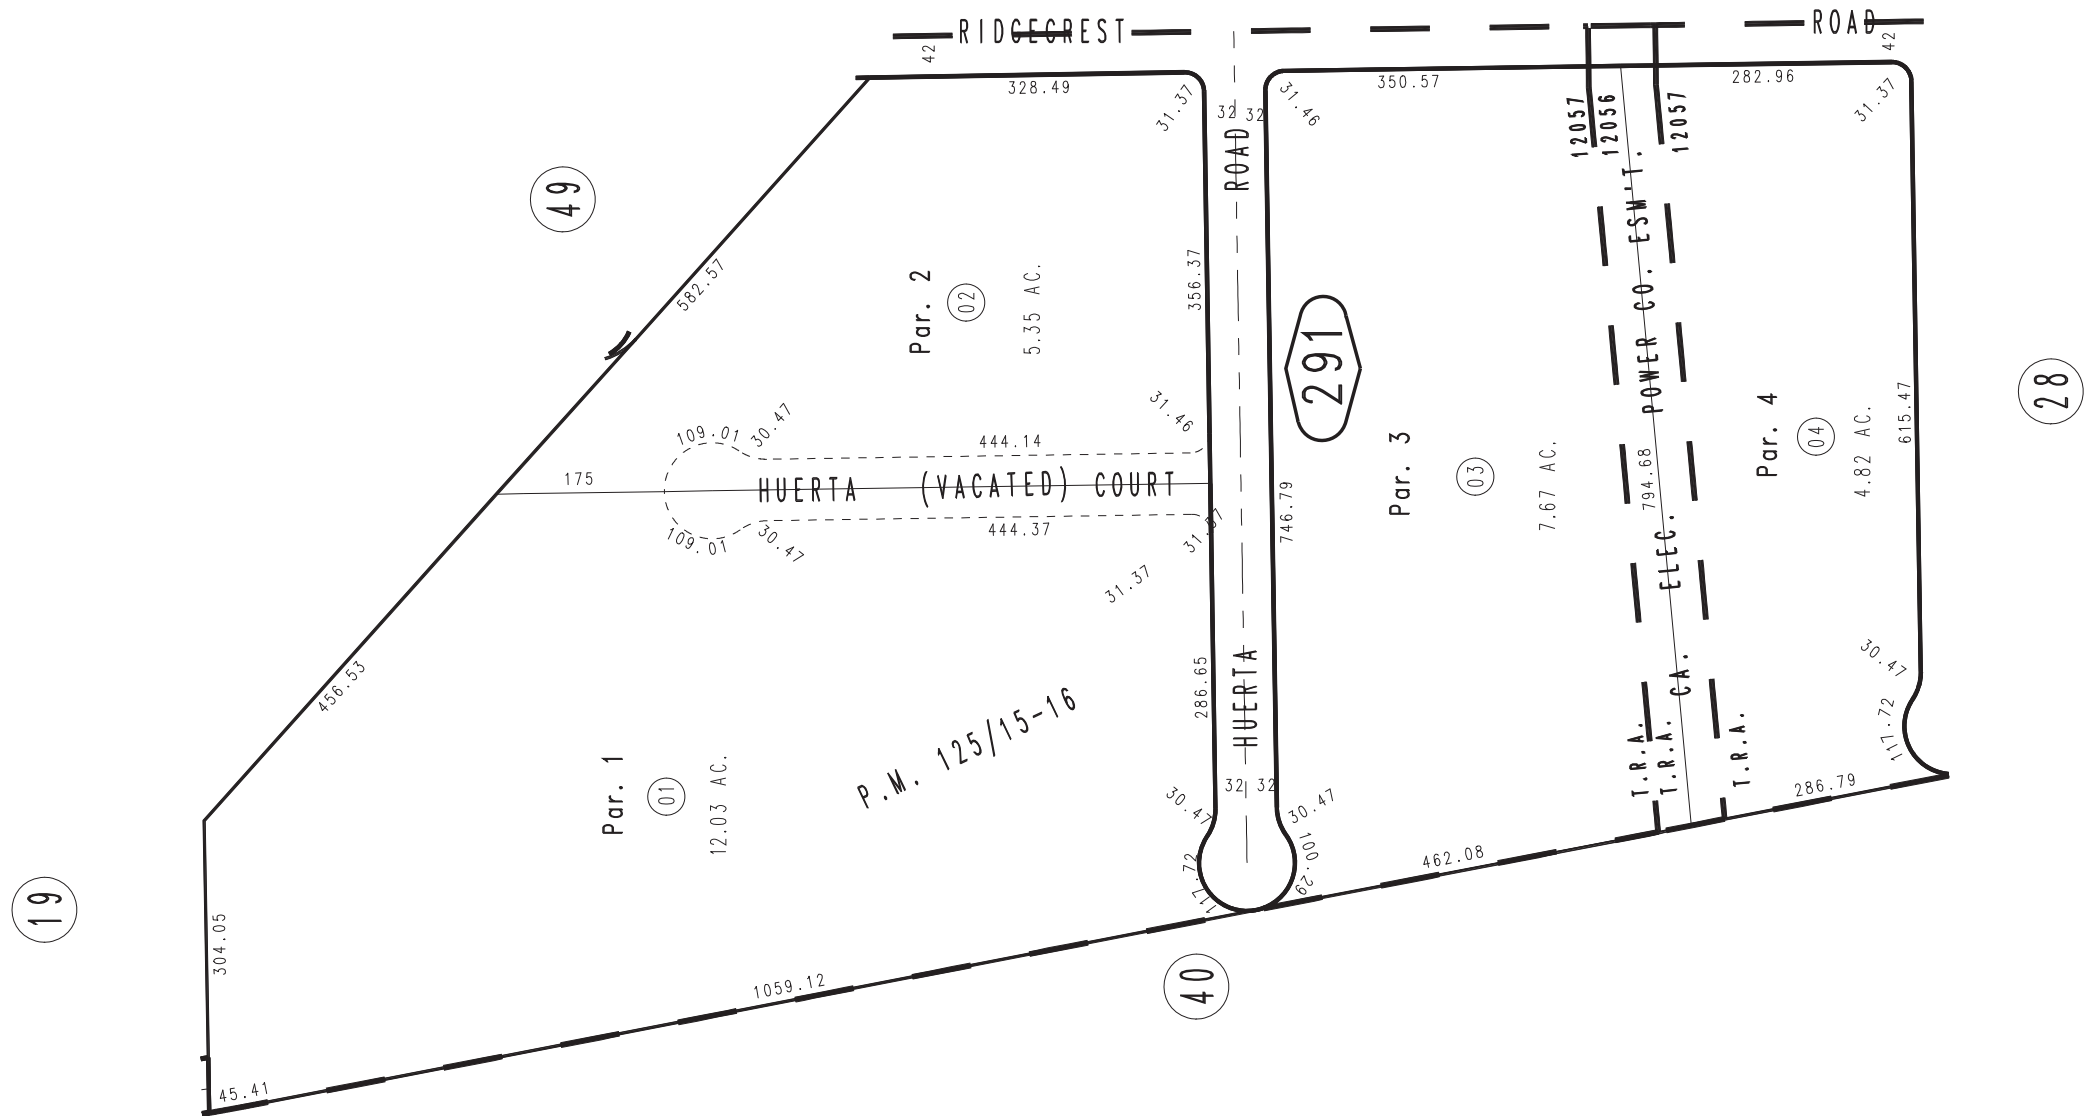 RIDGECREST ROAD
42
42
328.49
350.57
282.96
31.37
31.46
31.37
32 32
12057
12056
12057
ROAD
49
582.57
Par. 2
02
5.35 AC.
356.37
291
CA. ELEC. POWER CO. ESM'T.
28
31.46
109.01
30.47
444.14
175
HUERTA (VACATED) COURT
109.01
30.47
444.37
31.37
31.37
746.79
Par. 3
03
7.67 AC.
794.68
Par. 4
04
4.82 AC.
615.47
456.53
286.65
HUERTA
P.M. 125/15-16
Par. 1
01
12.03 AC.
30.47
117.72
T.R.A.
T.R.A.
T.R.A.
32 32
30.47
30.47
117.72
100.29
286.79
462.08
19
304.05
1059.12
40
45.41